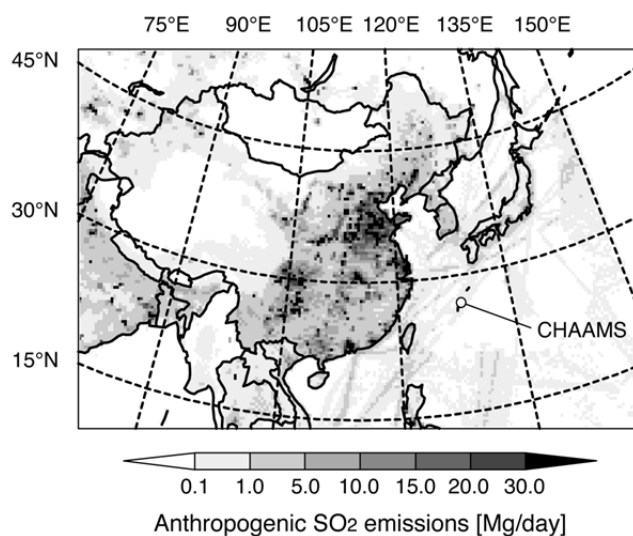 75°E 90°E 105°E 120°E 135°E 150°E
45°N
30°N
15°N
CHAAMS
0.1 1.0 5.0 10.0 15.0 20.0 30.0
Anthropogenic SO2 emissions [Mg/day]